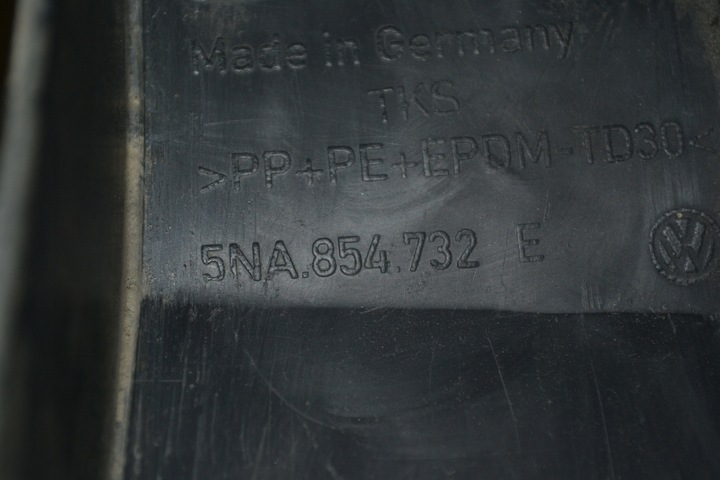 Made in Germany
TKS
>PP+PE+EPDM-TD30<
5NA.854.732 E